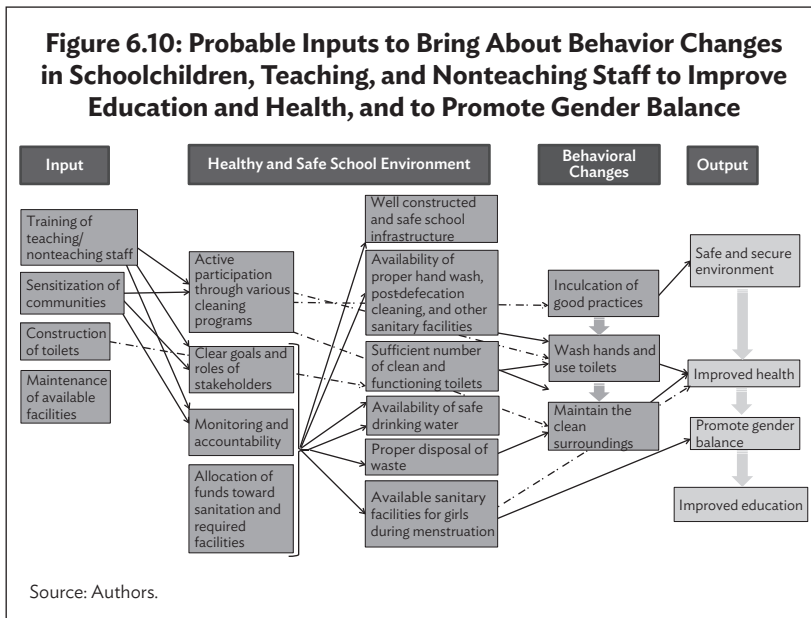 Figure 6.10: Probable Inputs to Bring About Behavior Changes
in Schoolchildren, Teaching, and Nonteaching Staff to Improve
Education and Health, and to Promote Gender Balance
Input
Healthy and Safe School Environment
Behavioral
Changes
Output
Training of
teaching/
nonteaching staff
Sensitization of
communities
Construction
of toilets
Maintenance
of available
facilities
Active
participation
through various
cleaning
programs
Clear goals and
roles of
stakeholders
Monitoring and
accountability
Allocation of
funds toward
sanitation and
required
facilities
Well constructed
and safe school
infrastructure
Availability of
proper hand wash,
post-defecation
cleaning, and other
sanitary facilities
Sufficient number
of clean and
functioning toilets
Availability of safe
drinking water
Proper disposal of
waste
Available sanitary
facilities for girls
during menstruation
Inculcation of
good practices
Wash hands and
use toilets
Maintain the
clean
surroundings
Safe and secure
environment
Improved health
Promote gender
balance
Improved education
Source: Authors.